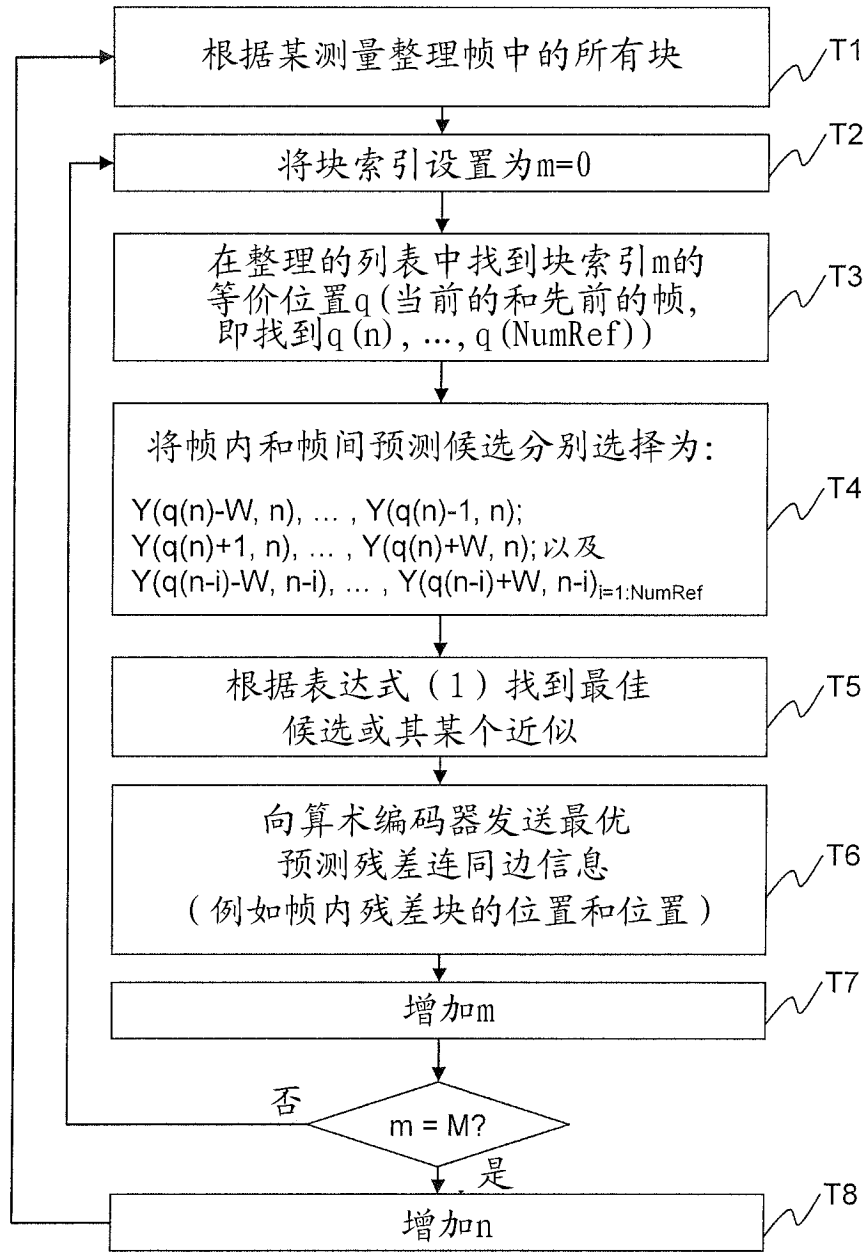 根据某测量整理帧中的所有块
T1
将块索引设置为m=0
T2
在整理的列表中找到块索引m的
等价位置q(当前的和先前的帧,
即找到q(n),...,q(NumRef))
T3
将帧内和帧间预测候选分别选择为:
Y(q(n)-W, n), ... , Y(q(n)-1, n);
Y(q(n)+1, n), ... , Y(q(n)+W, n);以及
Y(q(n-i)-W, n-i), ... , Y(q(n-i)+W, n-i)i=1:NumRef
T4
根据表达式（1）找到最佳
候选或其某个近似
T5
向算术编码器发送最优
预测残差连同边信息
（例如帧内残差块的位置和位置）
T6
增加m
T7
否
m = M?
是
增加n
T8